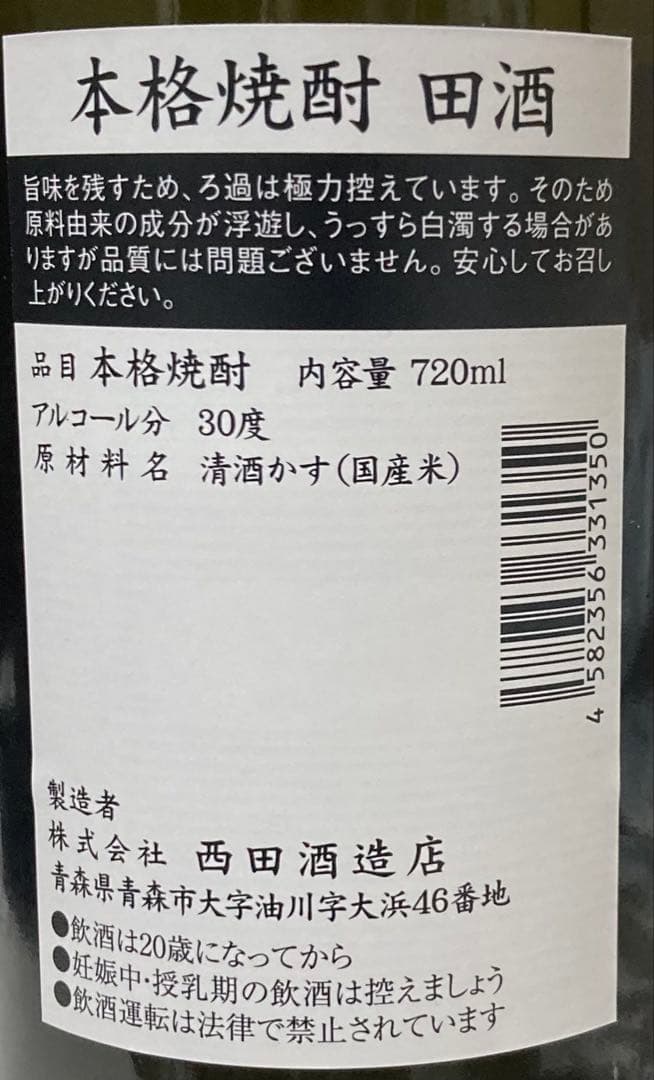 本格焼酎 田酒
旨味を残すため、ろ過は極力控えています。そのため
原料由来の成分が浮遊し、うっすら白濁する場合があ
りますが品質には問題ございません。安心してお召し
上がりください。
品目 本格焼酎 内容量 720ml
アルコール分 30度
原材料名 清酒かす(国産米)
4 582356 331350
製造者
株式会社 西田酒造店
青森県青森市大字油川字大浜46番地
●飲酒は20歳になってから
●妊娠中・授乳期の飲酒は控えましょう
●飲酒運転は法律で禁止されています